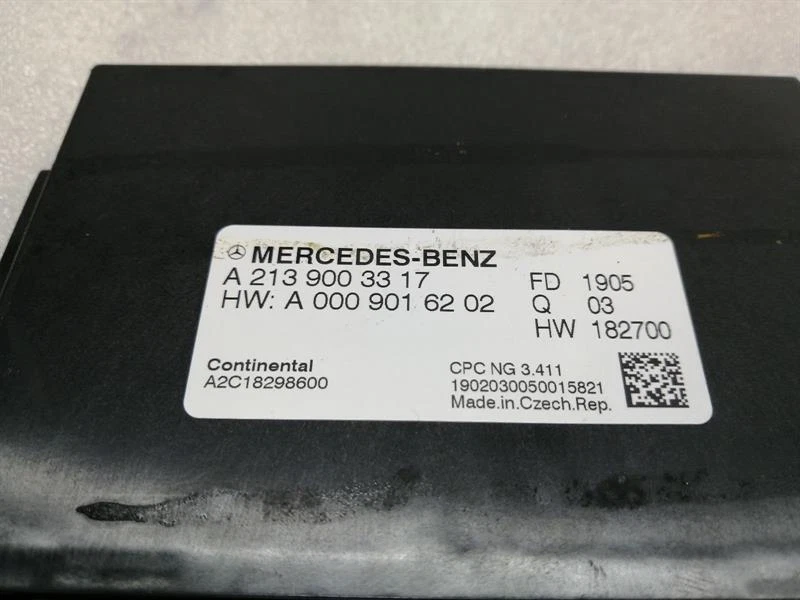 MERCEDES-BENZ
A 213 900 33 17
HW: A 000 901 62 02
FD 1905
Q 03
HW 182700
Continental
A2C18298600
CPC NG 3.411
1902030050015821
Made.in.Czech.Rep.